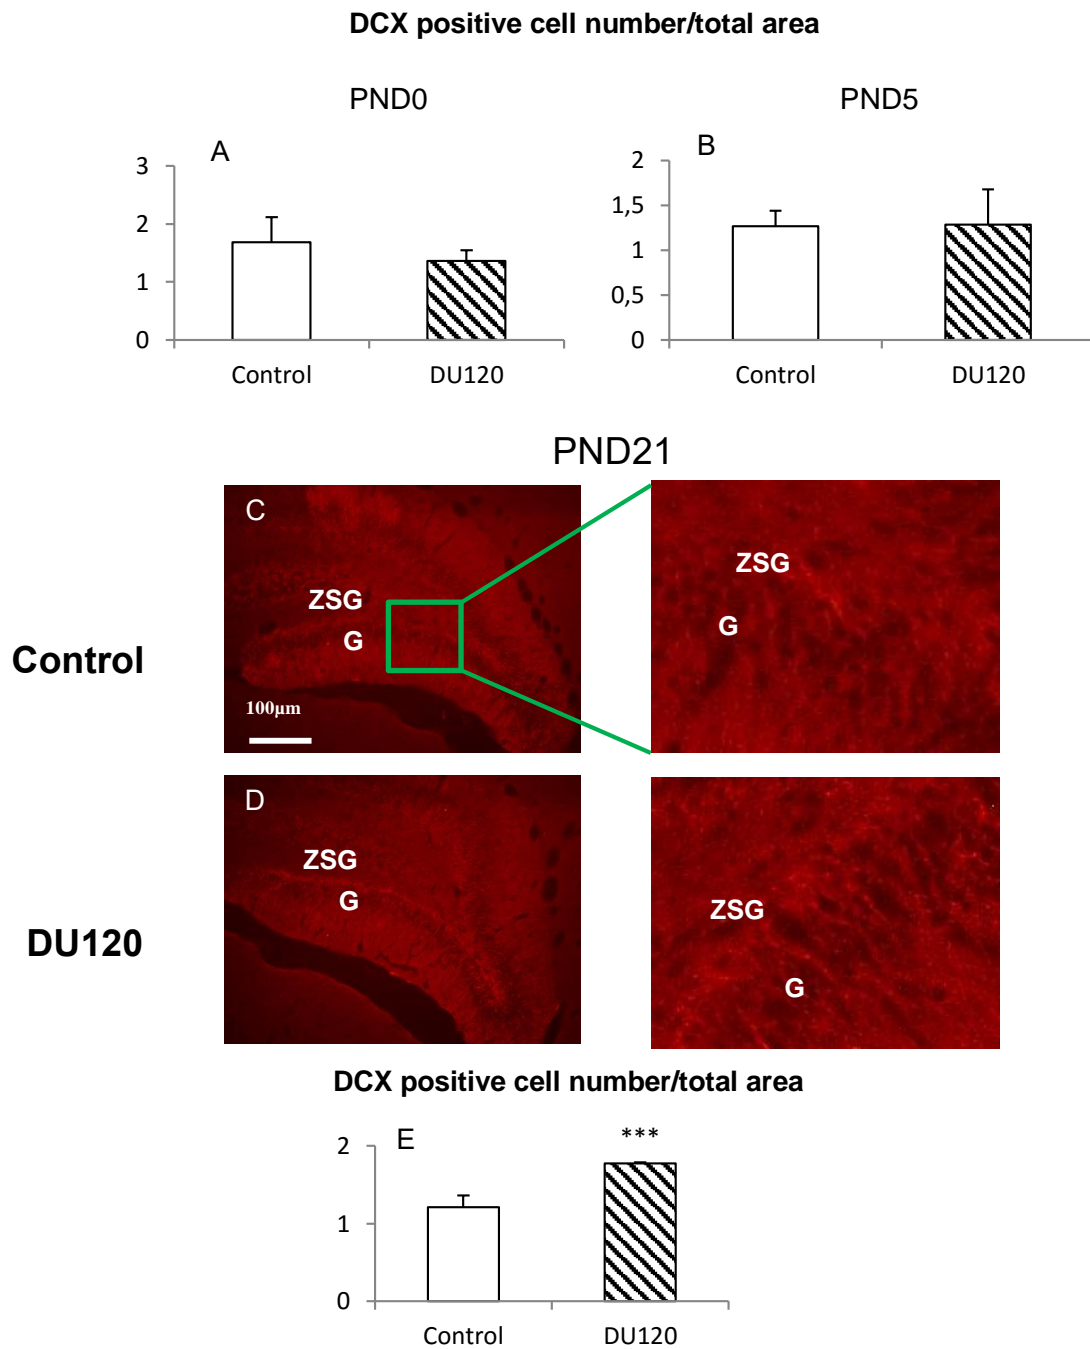 DCX positive cell number/total area
PND0
PND5
A
3
2
1
0
Control
DU120
B
2
1,5
1
0,5
0
Control
DU120
PND21
Control
C
ZSG
G
100µm
ZSG
G
DU120
D
ZSG
G
ZSG
G
DCX positive cell number/total area
E
***
2
1
0
Control
DU120